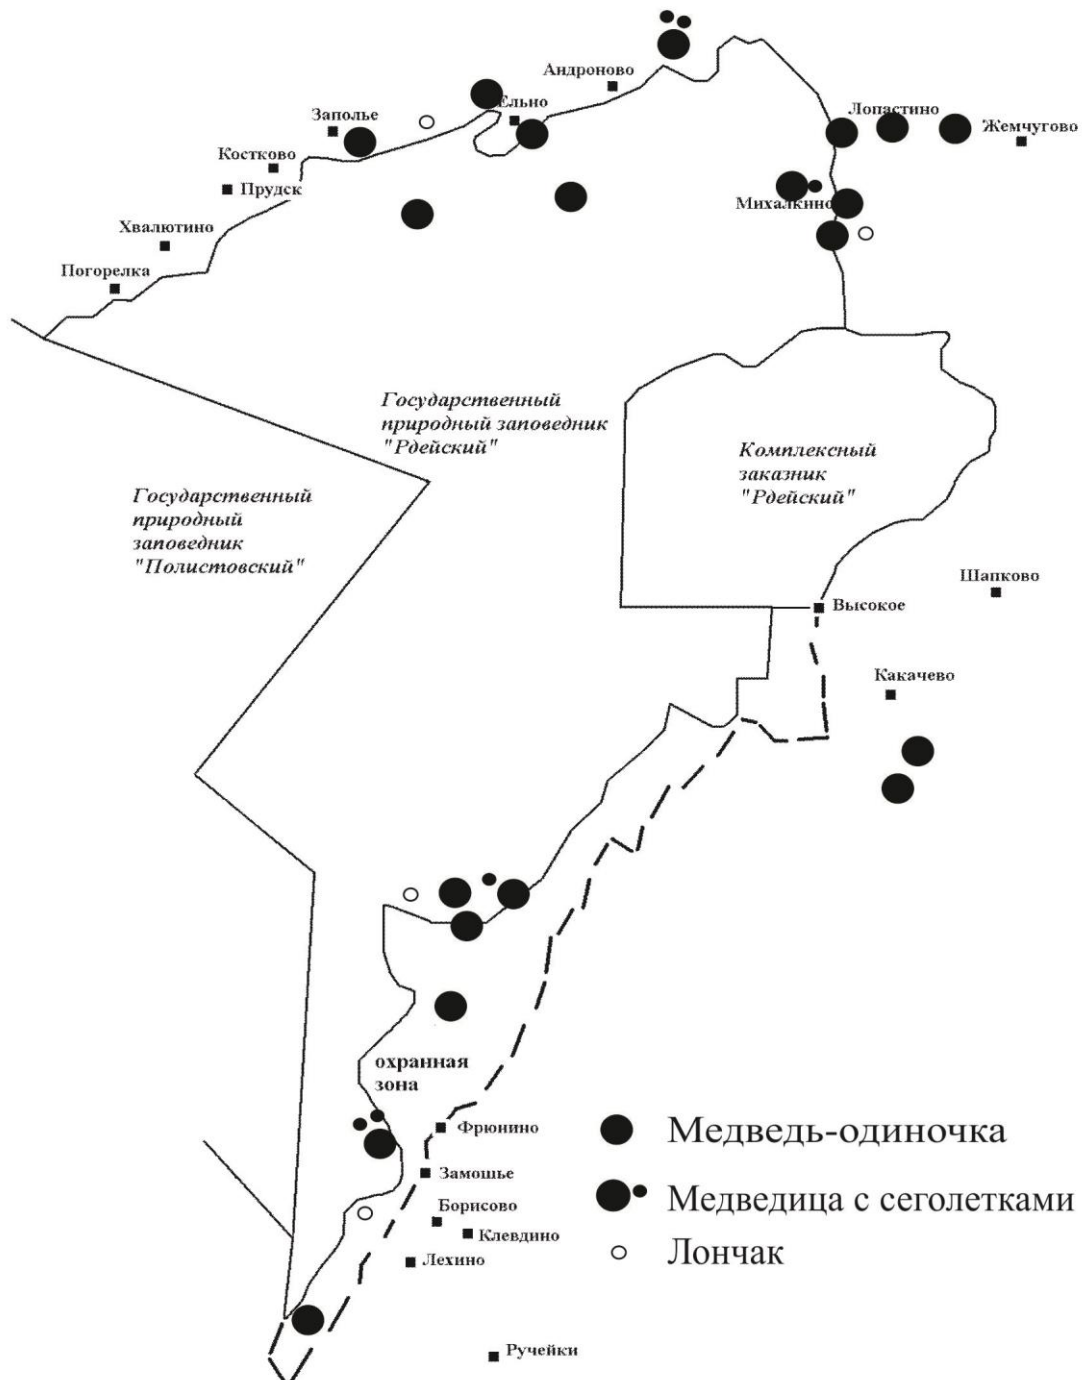 Андроново
Ельно
Заполье
Лопастино
Жемчугово
Костково
Прудск
Михалкино
Хвалютино
Погорелка
Государственный
природный заповедник
"Рдейский"
Комплексный
заказник
"Рдейский"
Государственный
природный
заповедник
"Полистовский"
Шапково
Высокое
Какачево
охранная
зона
Фрюнино
Замошье
Борисово
Клевдино
Лехино
Ручейки
Медведь-одиночка
Медведица с сеголетками
Лончак